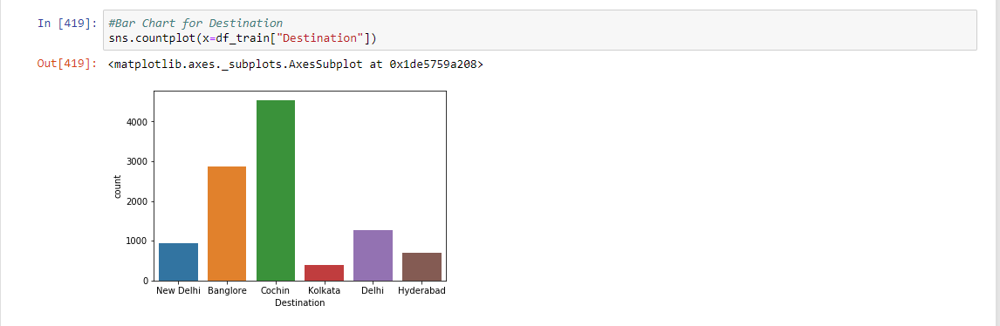 In [419]: #Bar Chart for Destination
sns.countplot(x=df_train["Destination"])
Out[419]: <matplotlib.axes._subplots.AxesSubplot at 0x1de5759a208>
4000
3000
2000
1000
0
count
New Delhi Banglore Cochin Kolkata Delhi Hyderabad
Destination